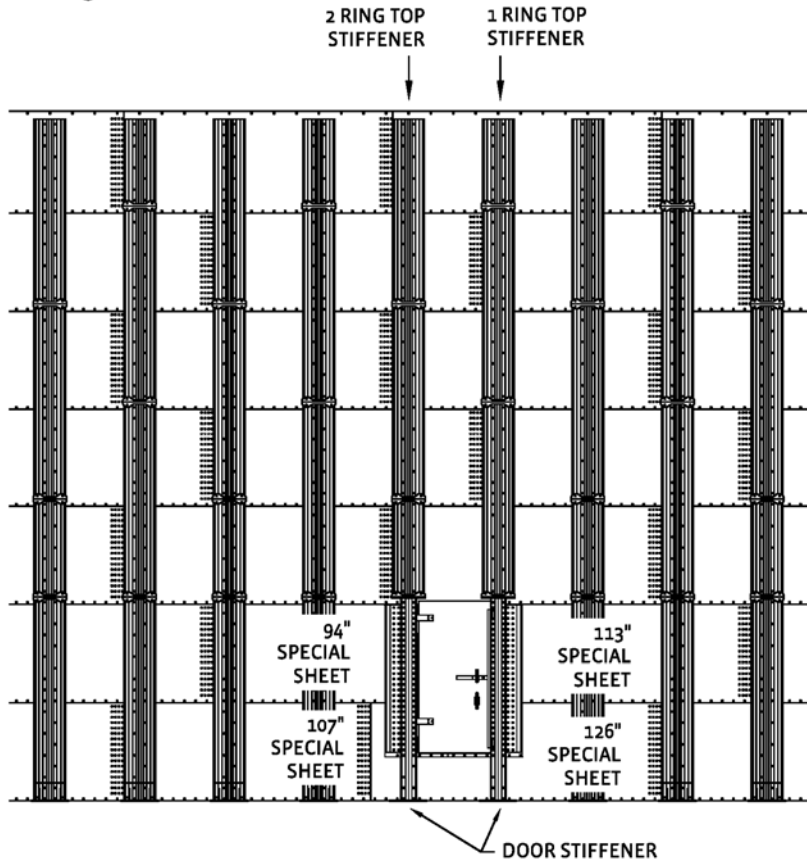 2 RING TOP
STIFFENER
1 RING TOP
STIFFENER
94"
SPECIAL
SHEET
113"
SPECIAL
SHEET
107"
SPECIAL
SHEET
126"
SPECIAL
SHEET
DOOR STIFFENER